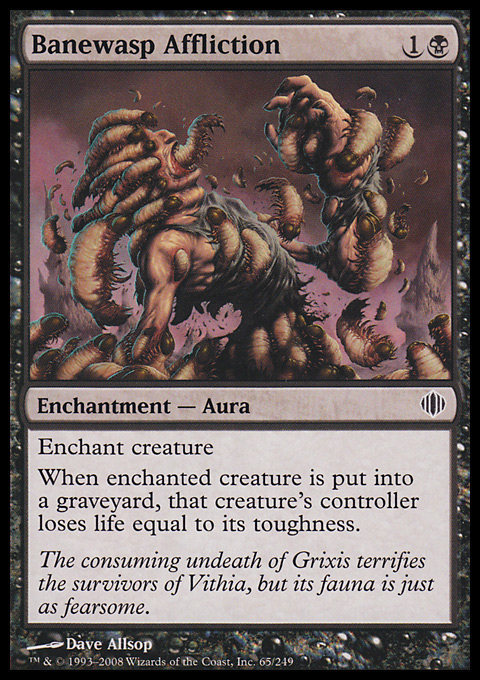 Banewasp Affliction 1
Enchantment — Aura
Enchant creature
When enchanted creature is put into
a graveyard, that creature's controller
loses life equal to its toughness.
The consuming undeath of Grixis terrifies
the survivors of Vithia, but its fauna is just
as fearsome.
Dave Allsop
™ & © 1993–2008 Wizards of the Coast, Inc. 65/249